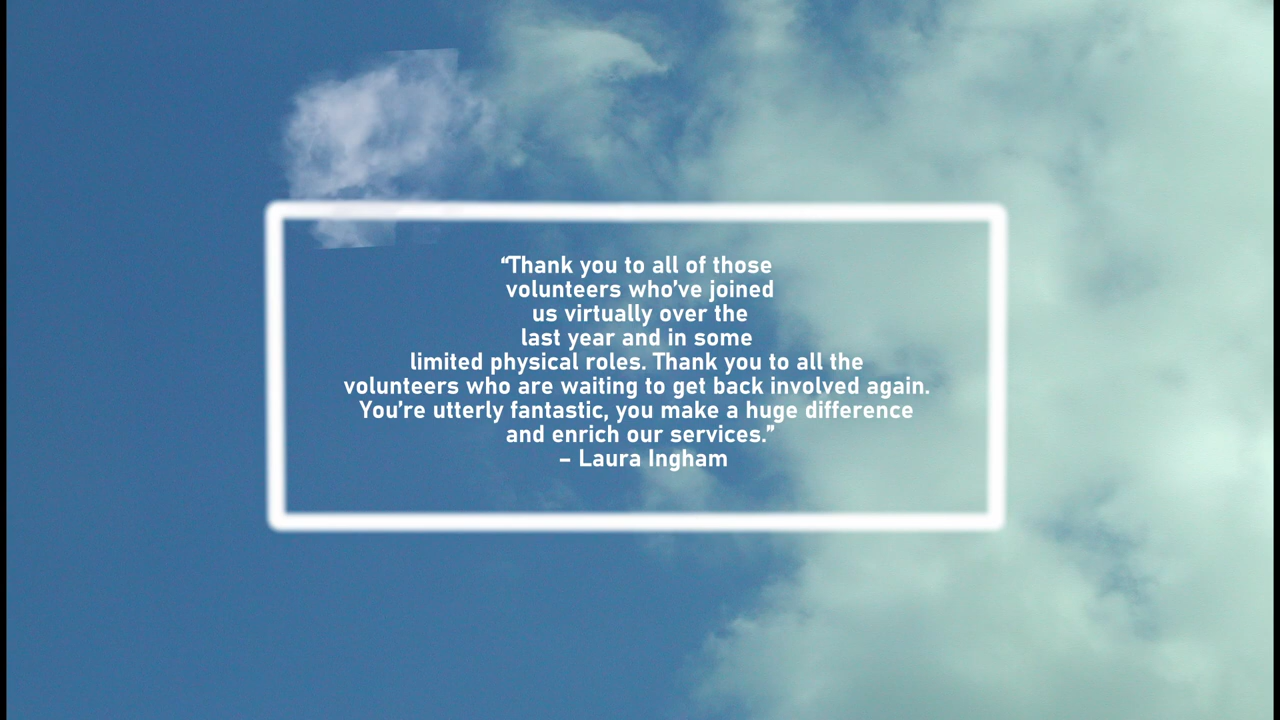 “Thank you to all of those
volunteers who’ve joined
us virtually over the
last year and in some
limited physical roles. Thank you to all the
volunteers who are waiting to get back involved again.
You’re utterly fantastic, you make a huge difference
and enrich our services.”
– Laura Ingham